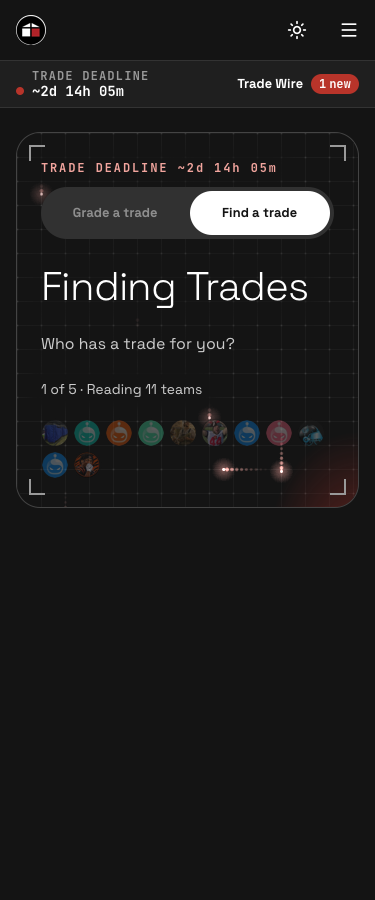 TRADE DEADLINE
~2d 14h 05m
Trade Wire
1 new
TRADE DEADLINE ~2d 14h 05m
Grade a trade
Find a trade
Finding Trades
Who has a trade for you?
1 of 5 · Reading 11 teams